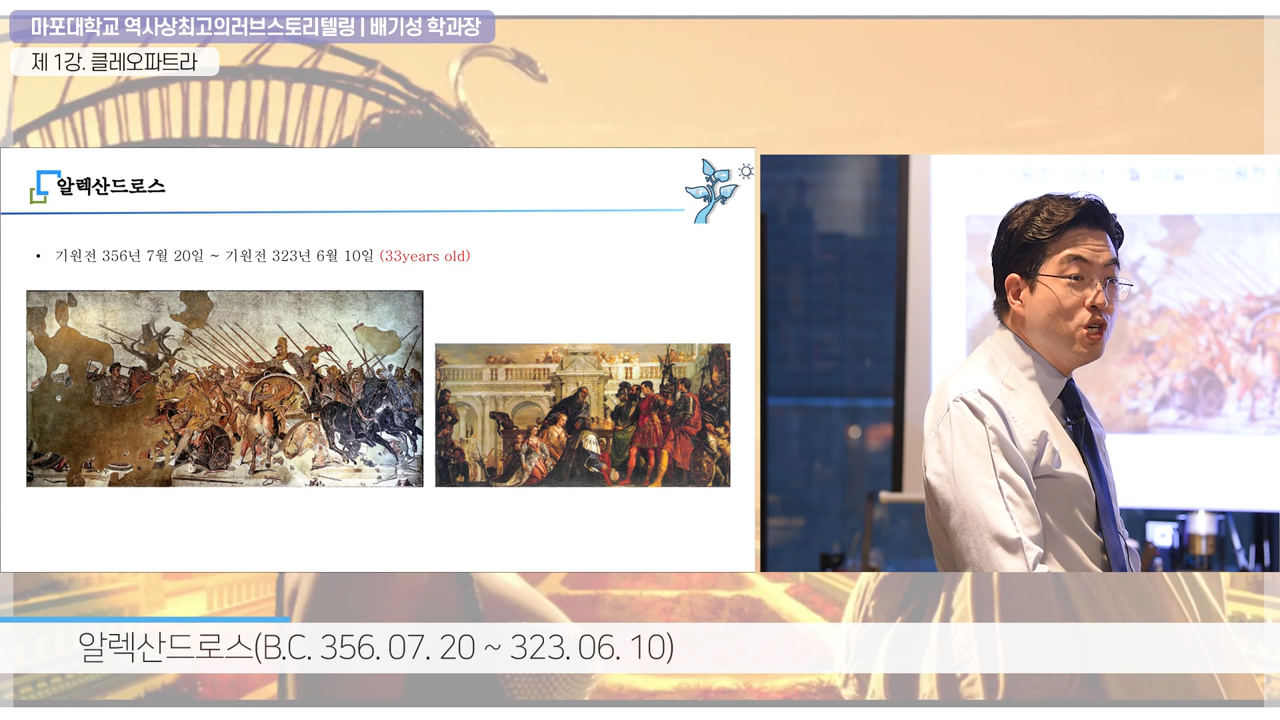 마포대학교 역사상최고의러브스토리텔링 | 배기성 학과장
제 1강. 클레오파트라
알렉산드로스
• 기원전 356년 7월 20일 ~ 기원전 323년 6월 10일 (33years old)
알렉산드로스(B.C. 356. 07. 20 ~ 323. 06. 10)